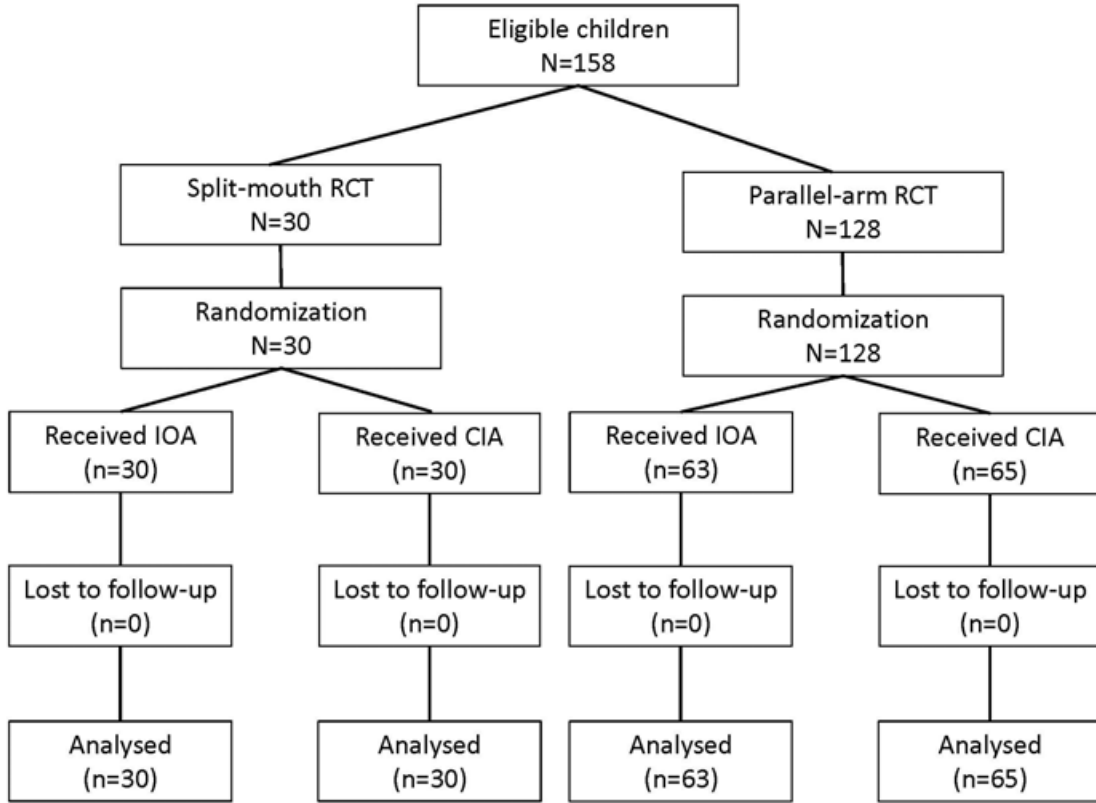 Eligible children
N=158
Split-mouth RCT
N=30
Parallel-arm RCT
N=128
Randomization
N=30
Randomization
N=128
Received IOA
(n=30)
Received CIA
(n=30)
Received IOA
(n=63)
Received CIA
(n=65)
Lost to follow-up
(n=0)
Lost to follow-up
(n=0)
Lost to follow-up
(n=0)
Lost to follow-up
(n=0)
Analysed
(n=30)
Analysed
(n=30)
Analysed
(n=63)
Analysed
(n=65)